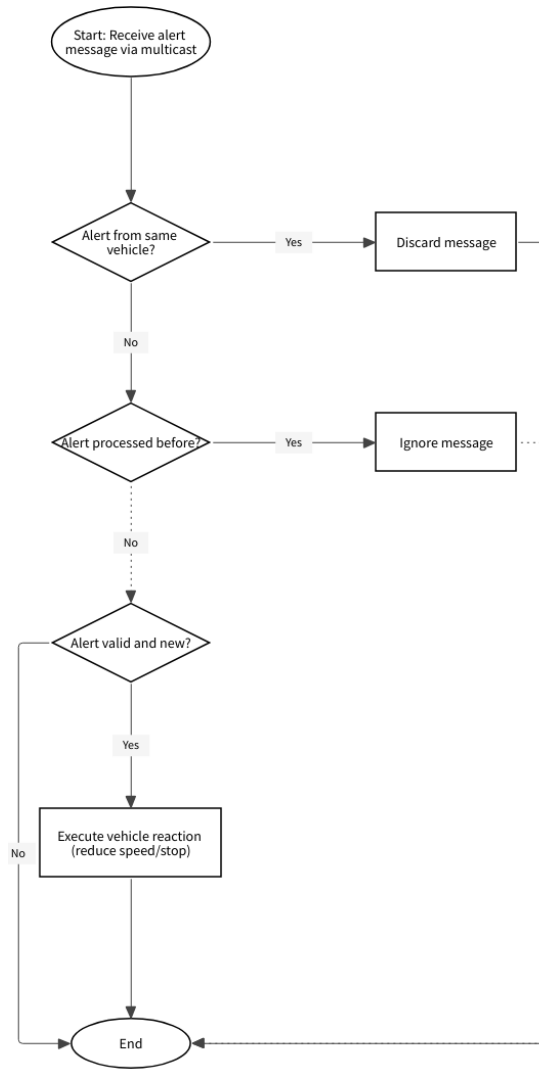 Start: Receive alert
message via multicast
Alert from same
vehicle?
Yes
Discard message
No
Alert processed before?
Yes
Ignore message
No
Alert valid and new?
Yes
Execute vehicle reaction
(reduce speed/stop)
No
End